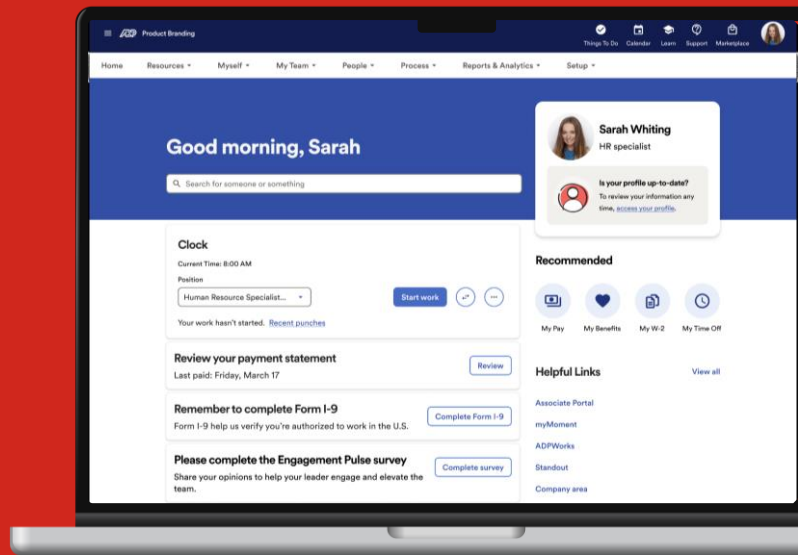 ADP Product Branding
Things To Do Calendar Learn Support Marketplace
Home Resources Myself My Team People Process Reports & Analytics Setup
Good morning, Sarah
Search for someone or something
Sarah Whiting
HR specialist
Is your profile up-to-date?
To review your information any
time, access your profile.
Clock
Current Time: 8:00 AM
Position
Human Resource Specialist...
Start work
Your work hasn't started. Recent punches
Review your payment statement
Last paid: Friday, March 17
Review
Remember to complete Form I-9
Form I-9 help us verify you're authorized to work in the U.S.
Complete Form I-9
Please complete the Engagement Pulse survey
Share your opinions to help your leader engage and elevate the
team.
Complete survey
Recommended
My Pay My Benefits My W-2 My Time Off
Helpful Links View all
Associate Portal
myMoment
ADPWorks
Standout
Company area